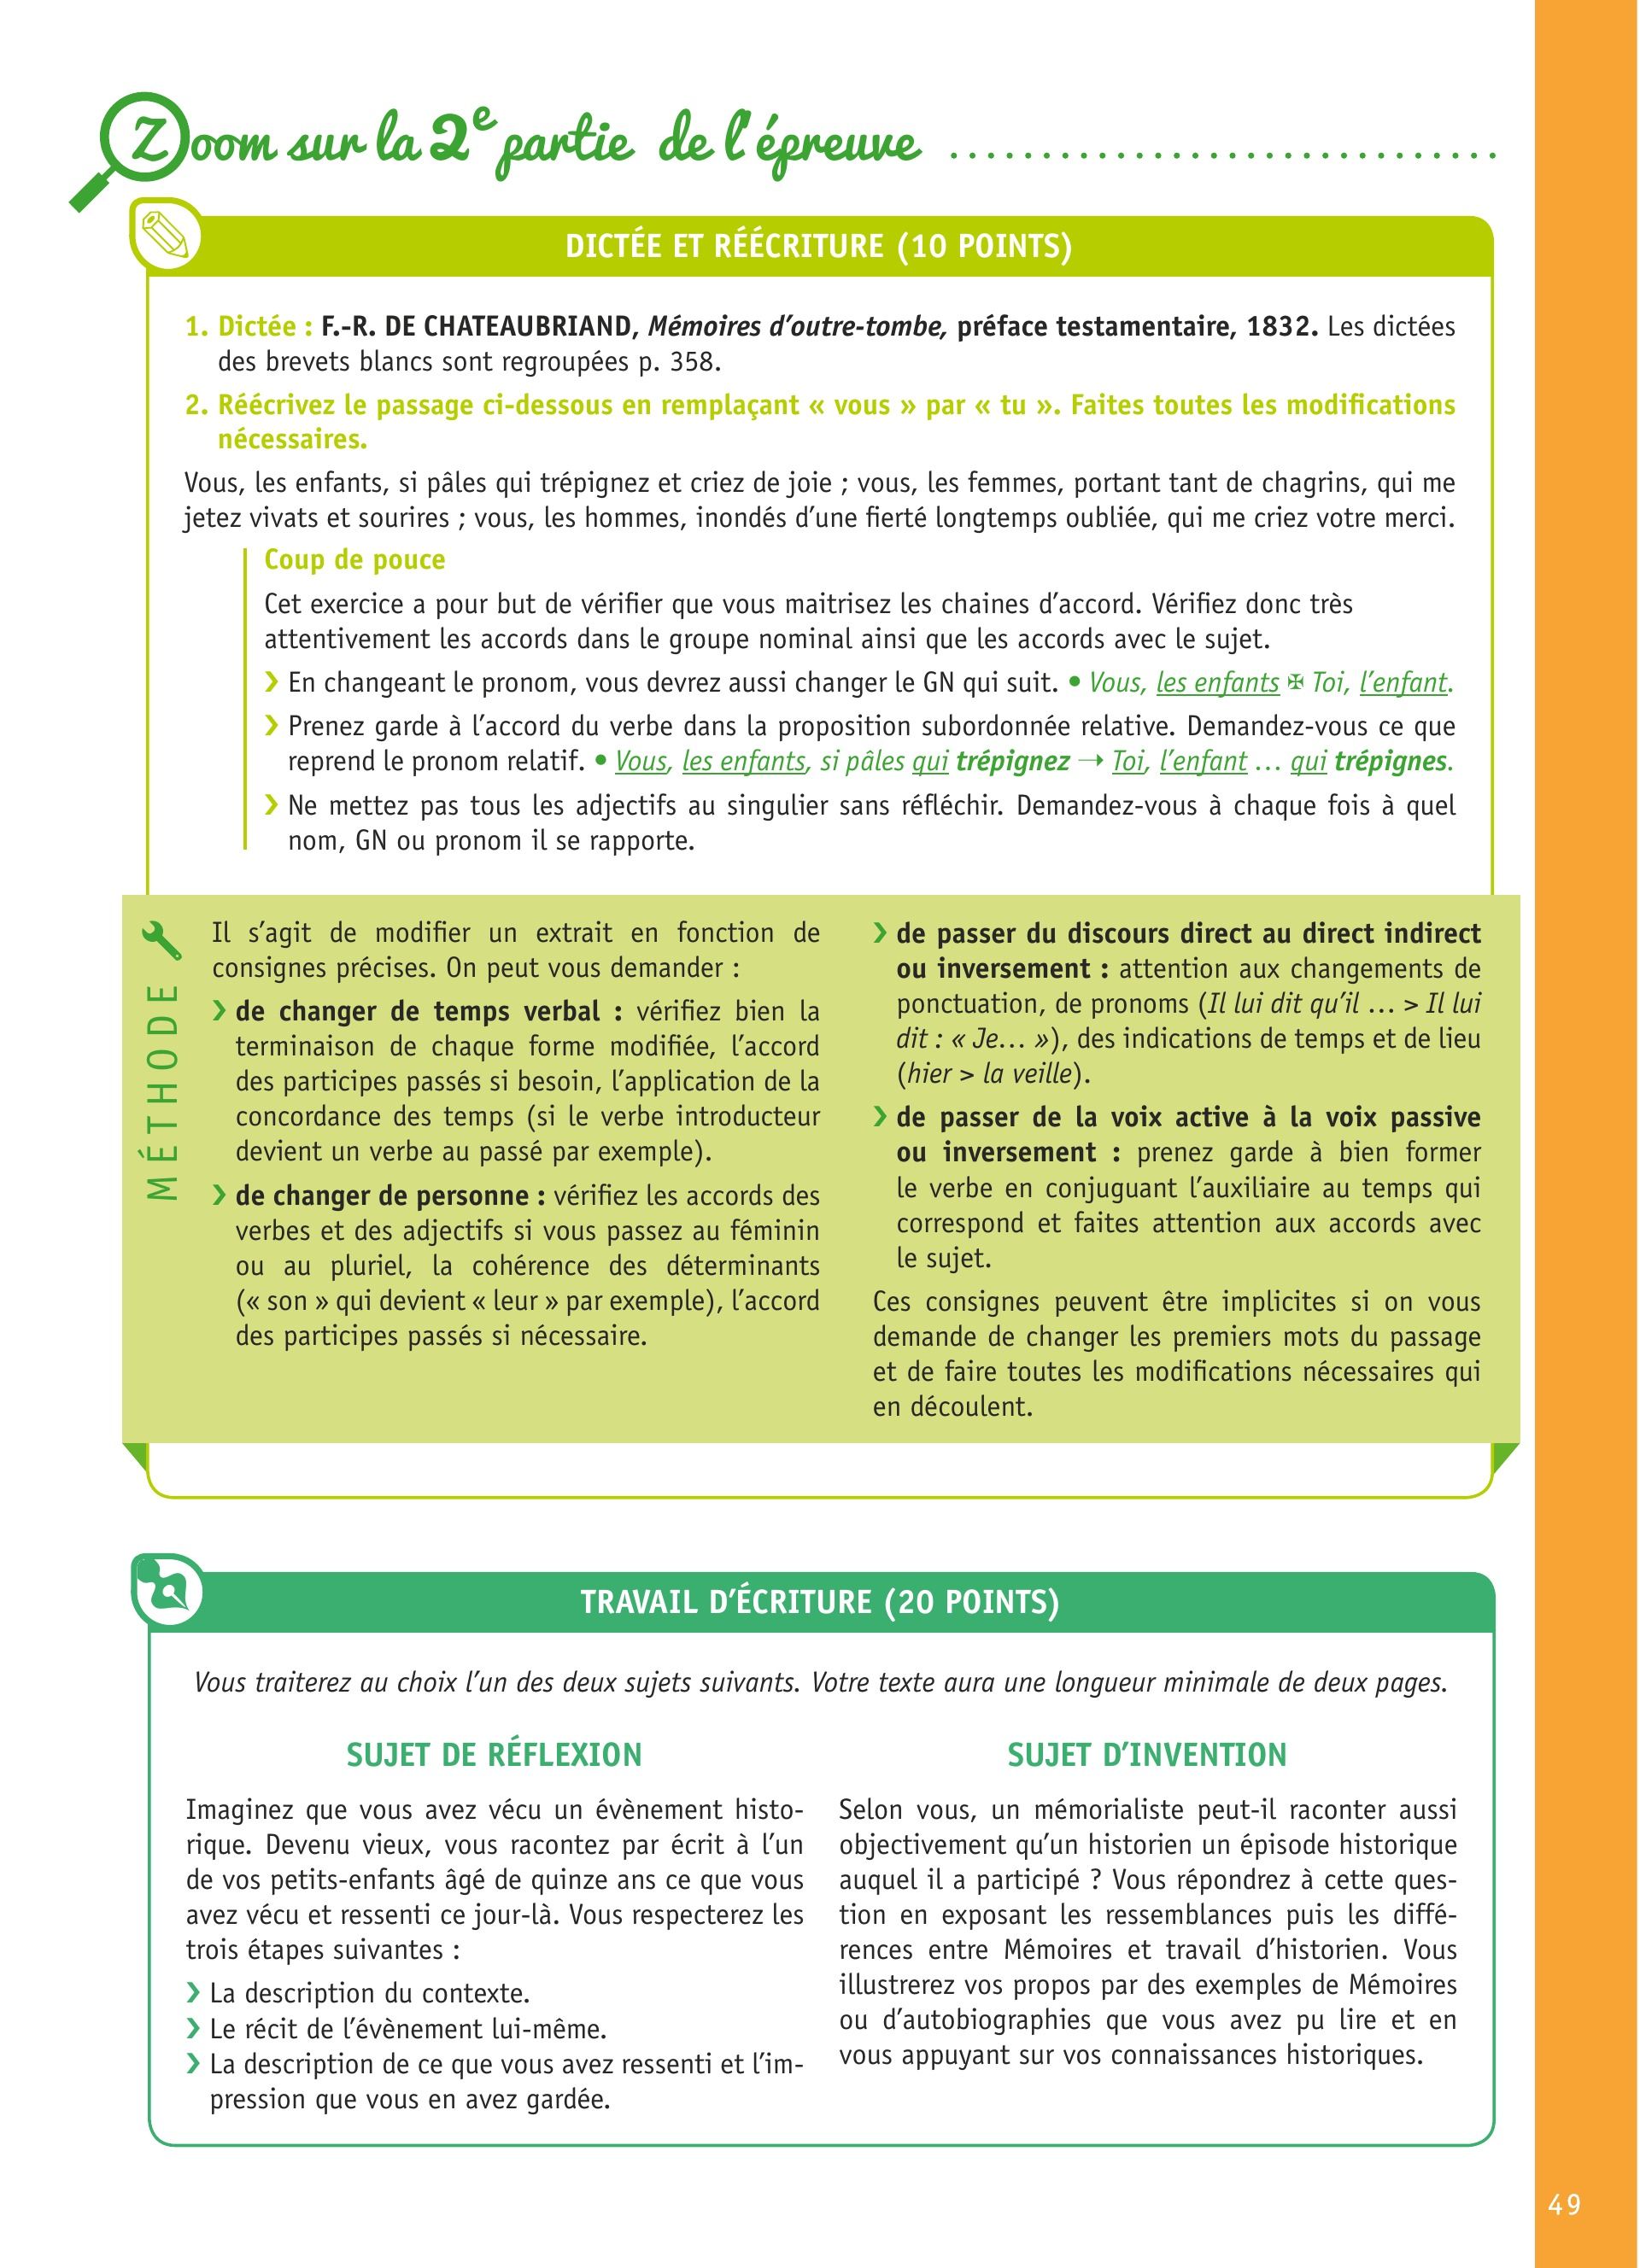 Zoom sur la 2e partie de l'épreuve
DICTÉE ET RÉÉCRITURE (10 POINTS)
1. Dictée : F.-R. DE CHATEAUBRIAND, Mémoires d'outre-tombe, préface testamentaire, 1832. Les dictées
des brevets blancs sont regroupées p. 358.
2. Réécrivez le passage ci-dessous en remplaçant « vous » par « tu ». Faites toutes les modifications
nécessaires.
Vous, les enfants, si pâles qui trépignez et criez de joie ; vous, les femmes, portant tant de chagrins, qui me
jetez vivats et sourires ; vous, les hommes, inondés d'une fierté longtemps oubliée, qui me criez votre merci.
Coup de pouce
Cet exercice a pour but de vérifier que vous maitrisez les chaines d'accord. Vérifiez donc très
attentivement les accords dans le groupe nominal ainsi que les accords avec le sujet.
❯ En changeant le pronom, vous devrez aussi changer le GN qui suit. • Vous, les enfants ✠ Toi, l'enfant.
❯ Prenez garde à l'accord du verbe dans la proposition subordonnée relative. Demandez-vous ce que
reprend le pronom relatif. • Vous, les enfants, si pâles qui trépignez → Toi, l'enfant … qui trépignes.
❯ Ne mettez pas tous les adjectifs au singulier sans réfléchir. Demandez-vous à chaque fois à quel
nom, GN ou pronom il se rapporte.
MÉTHODE
Il s'agit de modifier un extrait en fonction de
consignes précises. On peut vous demander :
❯ de changer de temps verbal : vérifiez bien la
terminaison de chaque forme modifiée, l'accord
des participes passés si besoin, l'application de la
concordance des temps (si le verbe introducteur
devient un verbe au passé par exemple).
❯ de changer de personne : vérifiez les accords des
verbes et des adjectifs si vous passez au féminin
ou au pluriel, la cohérence des déterminants
(« son » qui devient « leur » par exemple), l'accord
des participes passés si nécessaire.
❯ de passer du discours direct au direct indirect
ou inversement : attention aux changements de
ponctuation, de pronoms (Il lui dit qu'il … > Il lui
dit : « Je… »), des indications de temps et de lieu
(hier > la veille).
❯ de passer de la voix active à la voix passive
ou inversement : prenez garde à bien former
le verbe en conjuguant l'auxiliaire au temps qui
correspond et faites attention aux accords avec
le sujet.
Ces consignes peuvent être implicites si on vous
demande de changer les premiers mots du passage
et de faire toutes les modifications nécessaires qui
en découlent.
TRAVAIL D'ÉCRITURE (20 POINTS)
Vous traiterez au choix l'un des deux sujets suivants. Votre texte aura une longueur minimale de deux pages.
SUJET DE RÉFLEXION
Imaginez que vous avez vécu un évènement histo-
rique. Devenu vieux, vous racontez par écrit à l'un
de vos petits-enfants âgé de quinze ans ce que vous
avez vécu et ressenti ce jour-là. Vous respecterez les
trois étapes suivantes :
❯ La description du contexte.
❯ Le récit de l'évènement lui-même.
❯ La description de ce que vous avez ressenti et l'im-
pression que vous en avez gardée.
SUJET D'INVENTION
Selon vous, un mémorialiste peut-il raconter aussi
objectivement qu'un historien un épisode historique
auquel il a participé ? Vous répondrez à cette ques-
tion en exposant les ressemblances puis les diffé-
rences entre Mémoires et travail d'historien. Vous
illustrerez vos propos par des exemples de Mémoires
ou d'autobiographies que vous avez pu lire et en
vous appuyant sur vos connaissances historiques.
49